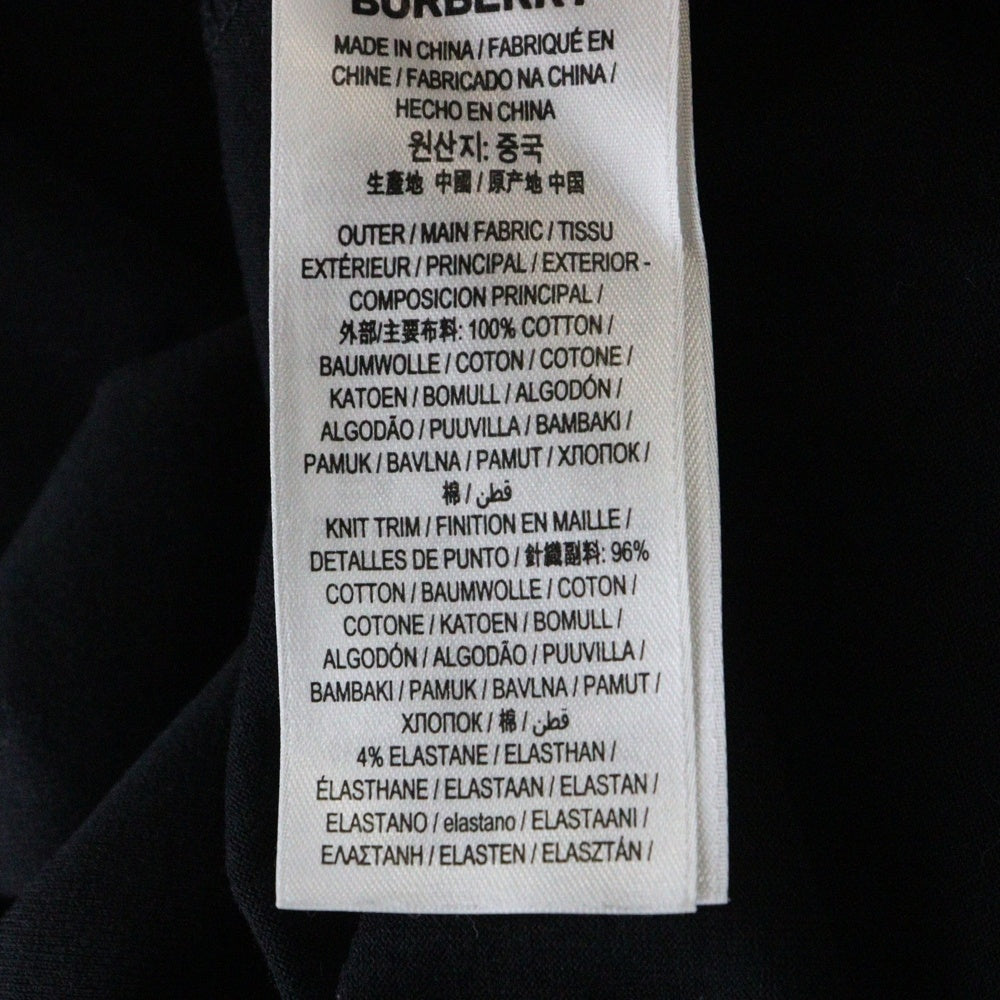 BURBERRY
MADE IN CHINA / FABRIQUÉ EN
CHINE / FABRICADO NA CHINA /
HECHO EN CHINA
원산지: 중국
生產地 中國 / 原产地 中国
OUTER / MAIN FABRIC / TISSU
EXTÉRIEUR / PRINCIPAL / EXTERIOR -
COMPOSICION PRINCIPAL /
外部/主要布料: 100% COTTON /
BAUMWOLLE / COTON / COTONE /
KATOEN / BOMULL / ALGODÓN /
ALGODÃO / PUUVILLA / BAMBAKI /
PAMUK / BAVLNA / PAMUT / ХЛОПОК /
棉 / قطن
KNIT TRIM / FINITION EN MAILLE /
DETALLES DE PUNTO / 針織副料: 96%
COTTON / BAUMWOLLE / COTON /
COTONE / KATOEN / BOMULL /
ALGODÓN / ALGODÃO / PUUVILLA /
BAMBAKI / PAMUK / BAVLNA / PAMUT /
ХЛОПОК / 棉 / قطن
4% ELASTANE / ELASTHAN /
ÉLASTHANE / ELASTAAN / ELASTAN /
ELASTANO / elastano / ELASTAANI /
ΕΛΑΣΤΑΝΗ / ELASTEN / ELASZTÁN /